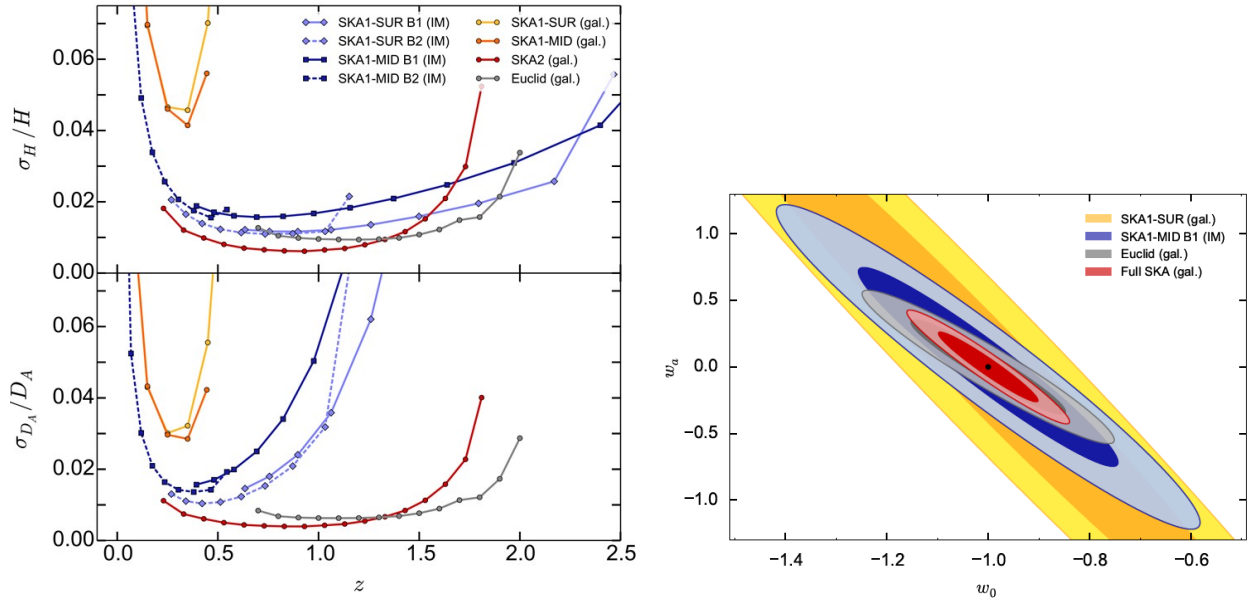 σ_H/H
0.06
0.04
0.02
0.00
SKA1-SUR B1 (IM)
SKA1-SUR B2 (IM)
SKA1-MID B1 (IM)
SKA1-MID B2 (IM)
SKA1-SUR (gal.)
SKA1-MID (gal.)
SKA2 (gal.)
Euclid (gal.)
σ_{D_A}/D_A
0.06
0.04
0.02
0.00
0.0 0.5 1.0 1.5 2.0 2.5
z
w_a
1.0
0.5
0.0
−0.5
−1.0
SKA1-SUR (gal.)
SKA1-MID B1 (IM)
Euclid (gal.)
Full SKA (gal.)
−1.4 −1.2 −1.0 −0.8 −0.6
w_0